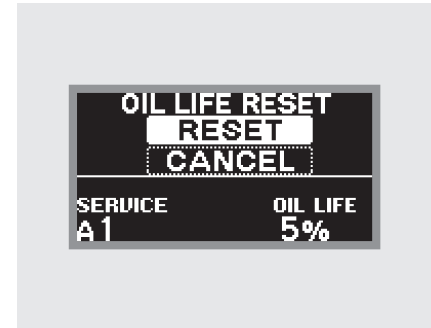 OIL LIFE RESET
RESET
CANCEL
SERVICE OIL LIFE
A1 5%